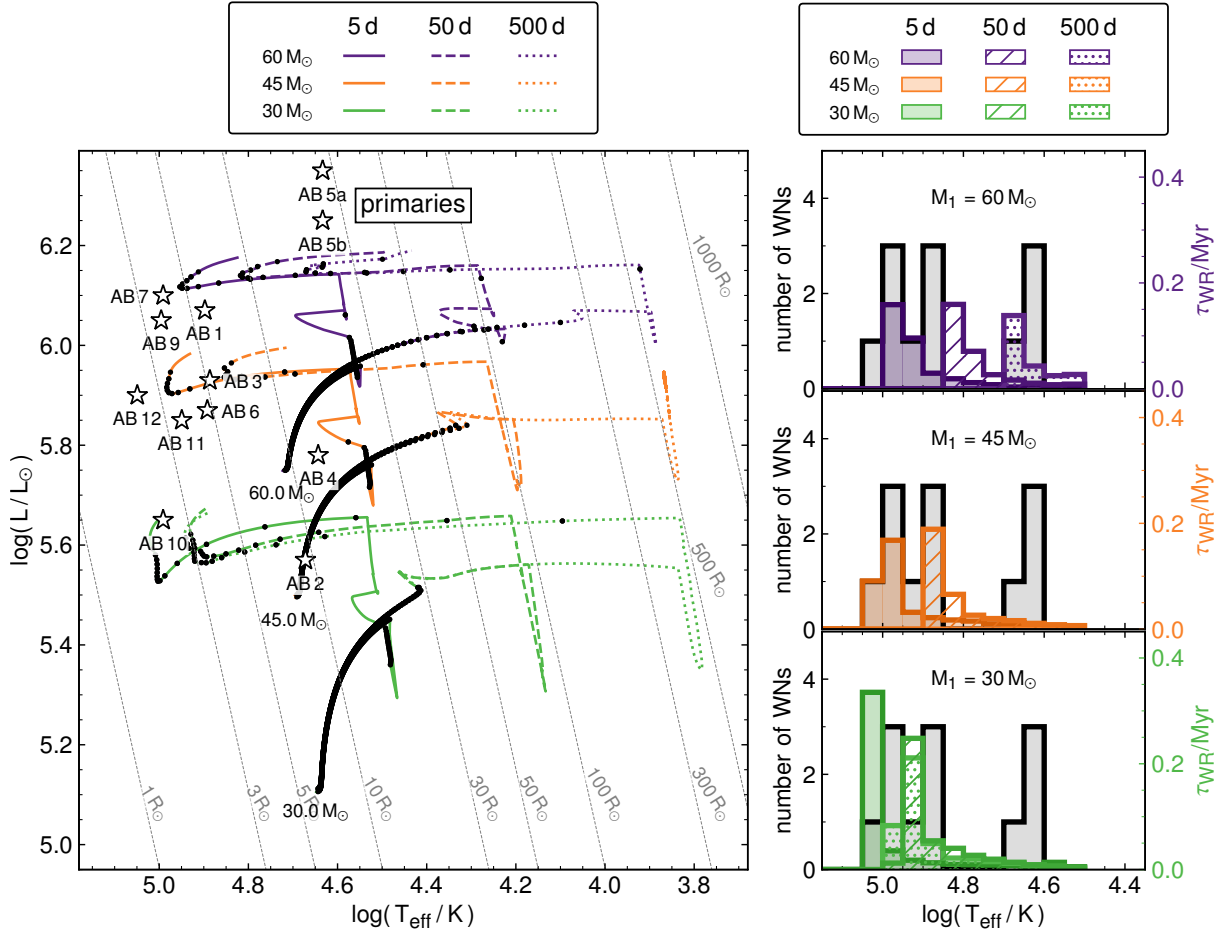 5 d 50 d 500 d
60 M☉
45 M☉
30 M☉
5 d 50 d 500 d
60 M☉
45 M☉
30 M☉
primaries
AB 5a
AB 5b
AB 7
AB 9
AB 1
AB 3
AB 12
AB 6
AB 11
AB 4
AB 10
AB 2
60.0 M☉
45.0 M☉
30.0 M☉
1 R☉
3 R☉
5 R☉
10 R☉
30 R☉
50 R☉
100 R☉
300 R☉
500 R☉
1000 R☉
6.2
6.0
5.8
5.6
5.4
5.2
5.0
log(L/L☉)
5.0 4.8 4.6 4.4 4.2 4.0 3.8
log(T_eff/K)
M₁ = 60 M☉
number of WNs
4
2
0
0.4
0.2
0.0
τ_WR/Myr
M₁ = 45 M☉
number of WNs
4
2
0
0.4
0.2
0.0
τ_WR/Myr
M₁ = 30 M☉
number of WNs
4
2
0
0.4
0.2
0.0
τ_WR/Myr
5.0 4.8 4.6 4.4
log(T_eff/K)